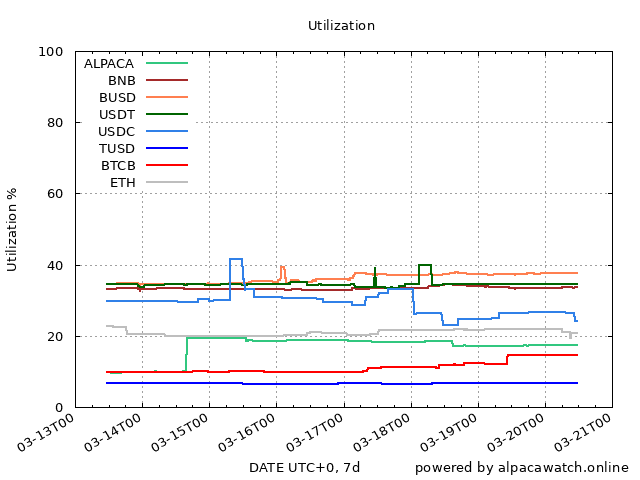 Utilization
100
80
60
40
20
0
Utilization %
ALPACA
BNB
BUSD
USDT
USDC
TUSD
BTCB
ETH
03-13T00
03-14T00
03-15T00
03-16T00
03-17T00
03-18T00
03-19T00
03-20T00
03-21T00
DATE UTC+0, 7d
powered by alpacawatch.online